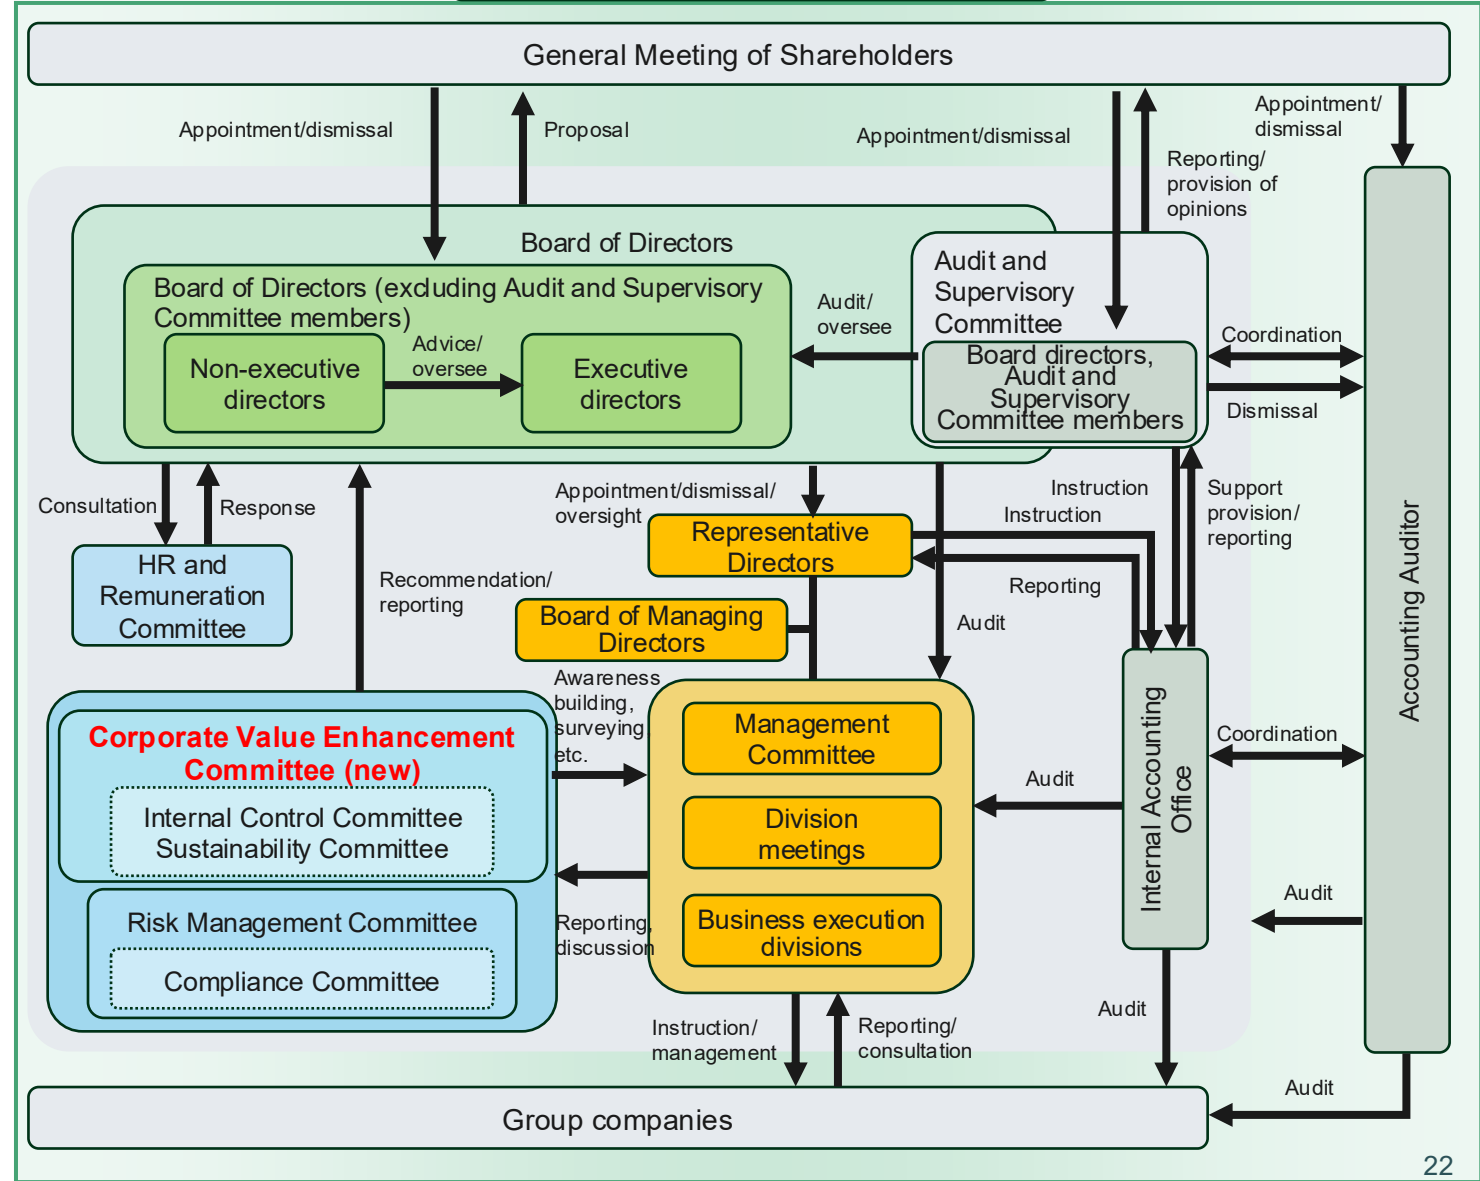 General Meeting of Shareholders
Appointment/dismissal
Proposal
Appointment/dismissal
Reporting/
provision of
opinions
Appointment/
dismissal
Board of Directors
Board of Directors (excluding Audit and Supervisory
Committee members)
Non-executive
directors
Advice/
oversee
Executive
directors
Audit/
oversee
Audit and
Supervisory
Committee
Board directors,
Audit and
Supervisory
Committee members
Coordination
Dismissal
Accounting Auditor
Consultation
Response
HR and
Remuneration
Committee
Recommendation/
reporting
Appointment/dismissal/
oversight
Representative
Directors
Board of Managing
Directors
Instruction
Instruction
Reporting
Support
provision/
reporting
Audit
Corporate Value Enhancement
Committee (new)
Internal Control Committee
Sustainability Committee
Risk Management Committee
Compliance Committee
Awareness
building,
surveying,
etc.
Reporting,
discussion
Management
Committee
Division
meetings
Business execution
divisions
Audit
Internal Accounting
Office
Coordination
Audit
Audit
Instruction/
management
Reporting/
consultation
Audit
Group companies
22